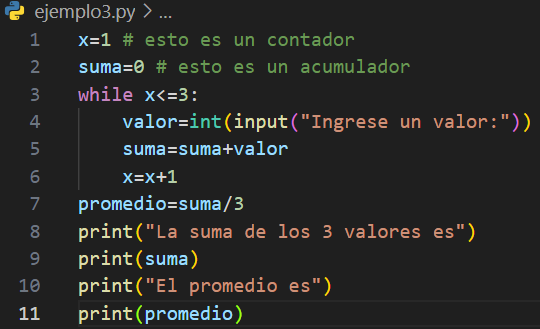 ejemplo3.py > ...
1 x=1 # esto es un contador
2 suma=0 # esto es un acumulador
3 while x<=3:
4     valor=int(input("Ingrese un valor:"))
5     suma=suma+valor
6     x=x+1
7 promedio=suma/3
8 print("La suma de los 3 valores es")
9 print(suma)
10 print("El promedio es")
11 print(promedio)